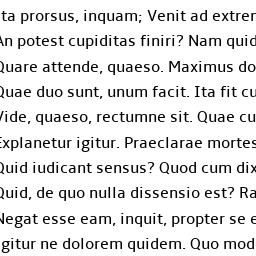 ta prorsus, inquam; Venit ad extrem
An potest cupiditas finiri? Nam quid
Quare attende, quaeso. Maximus do
Quae duo sunt, unum facit. Ita fit cu
Vide, quaeso, rectumne sit. Quae cu
Explanetur igitur. Praeclarae mortes
Quid iudicant sensus? Quod cum dix
Quid, de quo nulla dissensio est? Ra
Negat esse eam, inquit, propter se e
gitur ne dolorem quidem. Quo mod